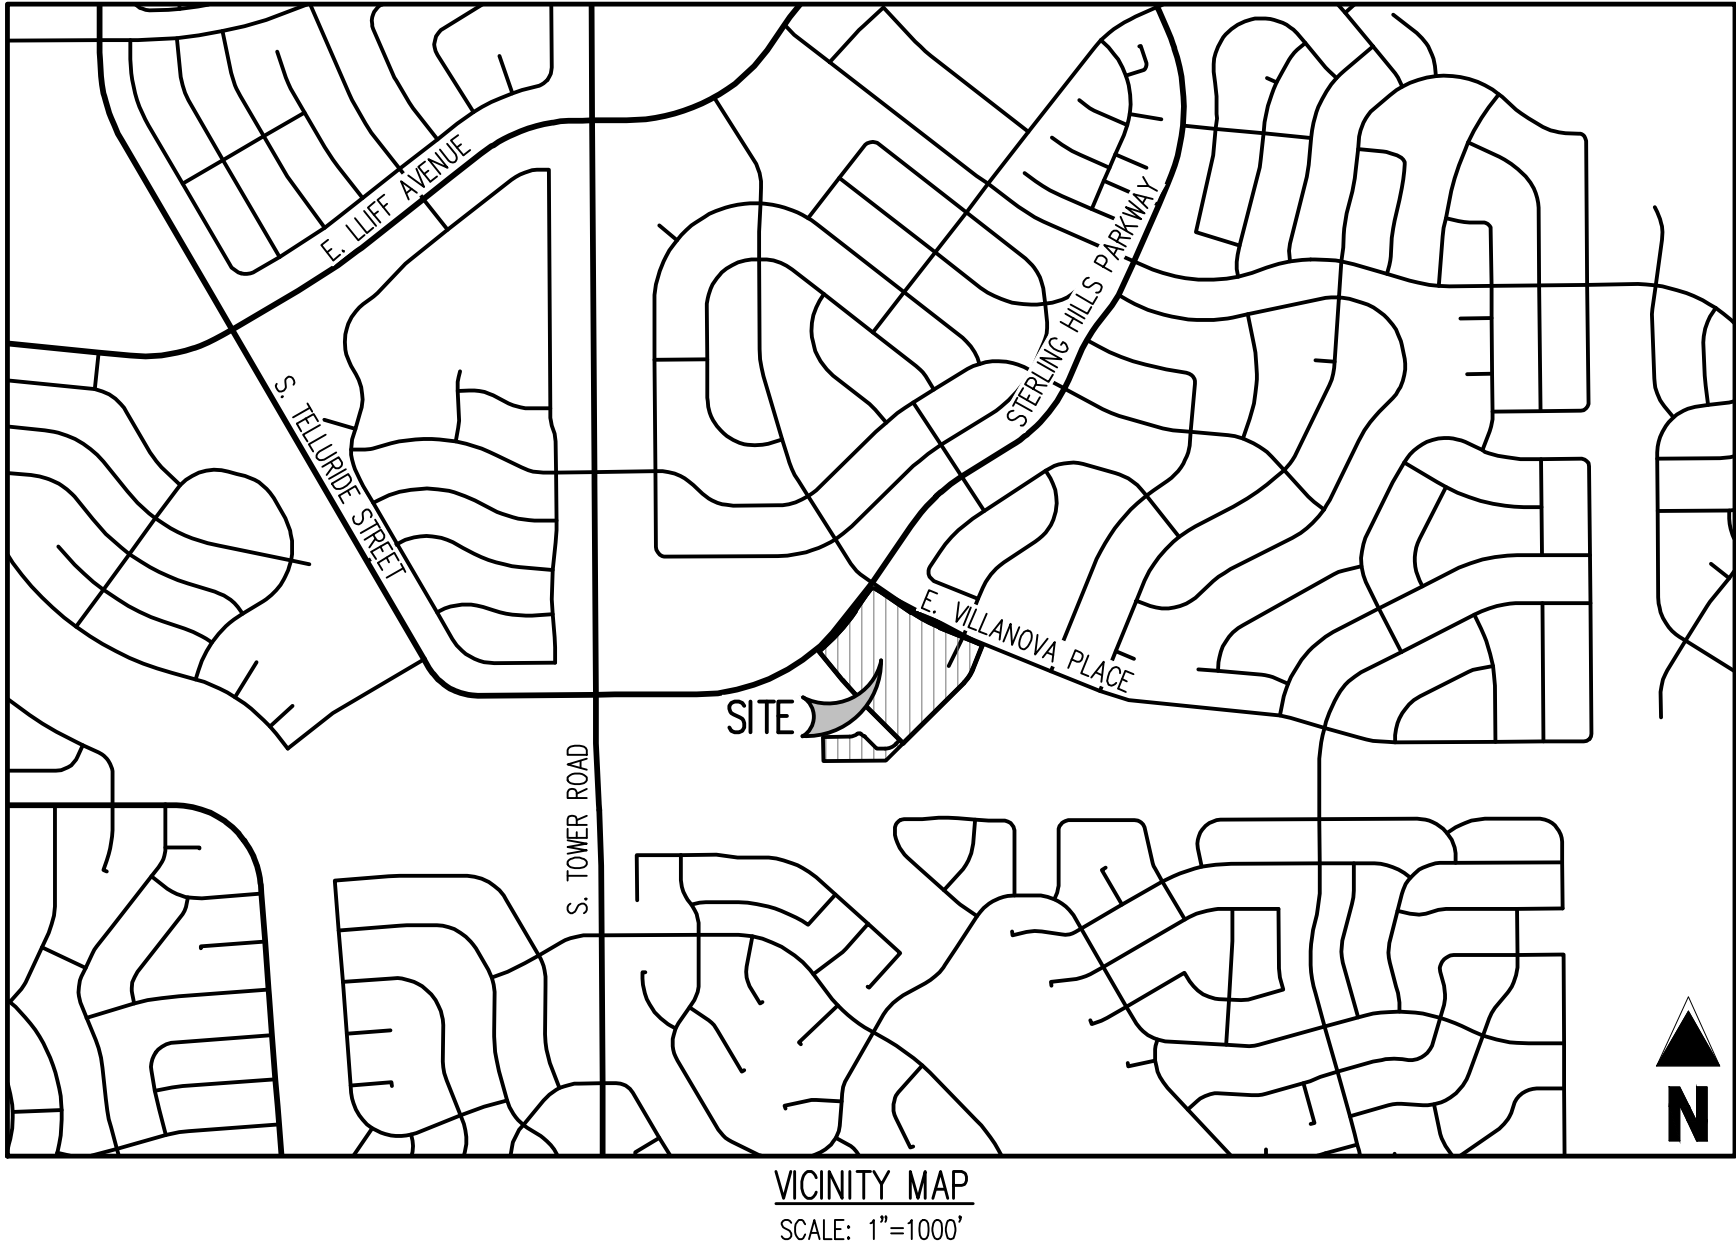 E. LLIFF AVENUE
STERLING HILLS PARKWAY
S. TELLURIDE STREET
E. VILLANOVA PLACE
SITE
S. TOWER ROAD
N
VICINITY MAP
SCALE: 1"=1000'